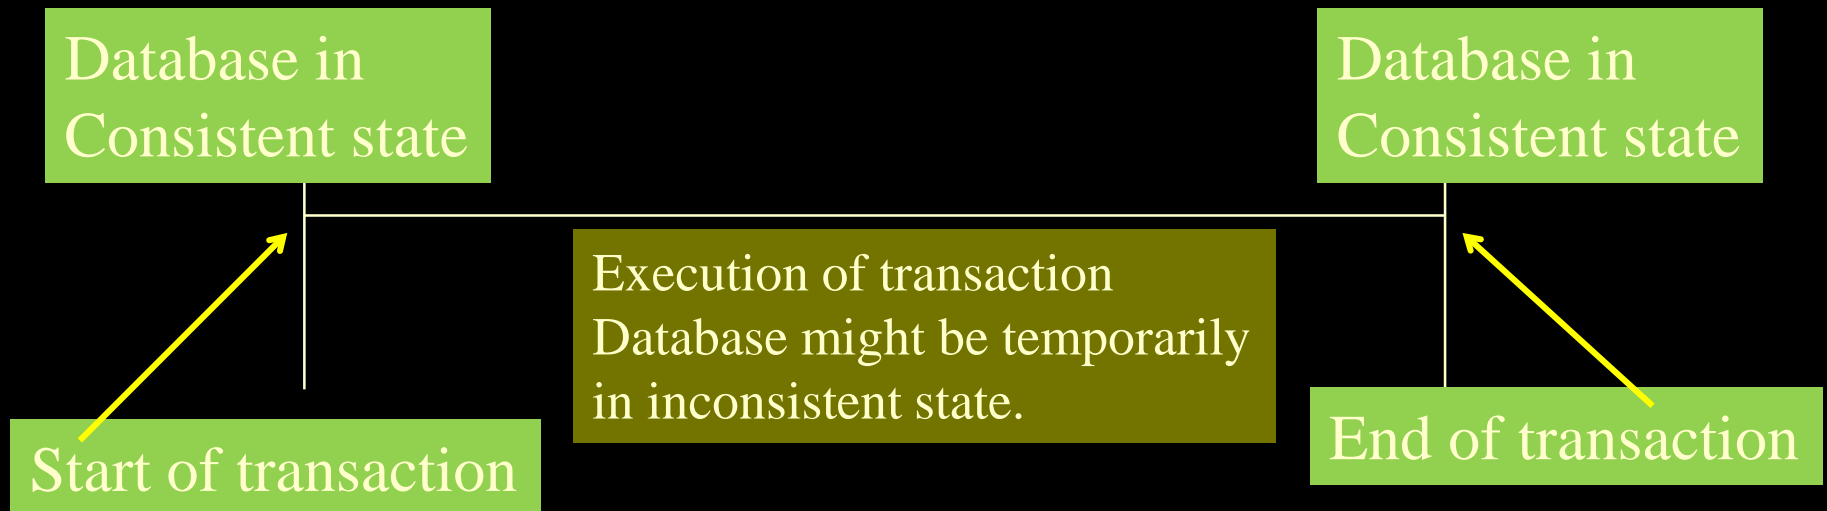 Database in
Consistent state
Database in
Consistent state
Execution of transaction
Database might be temporarily
in inconsistent state.
Start of transaction
End of transaction